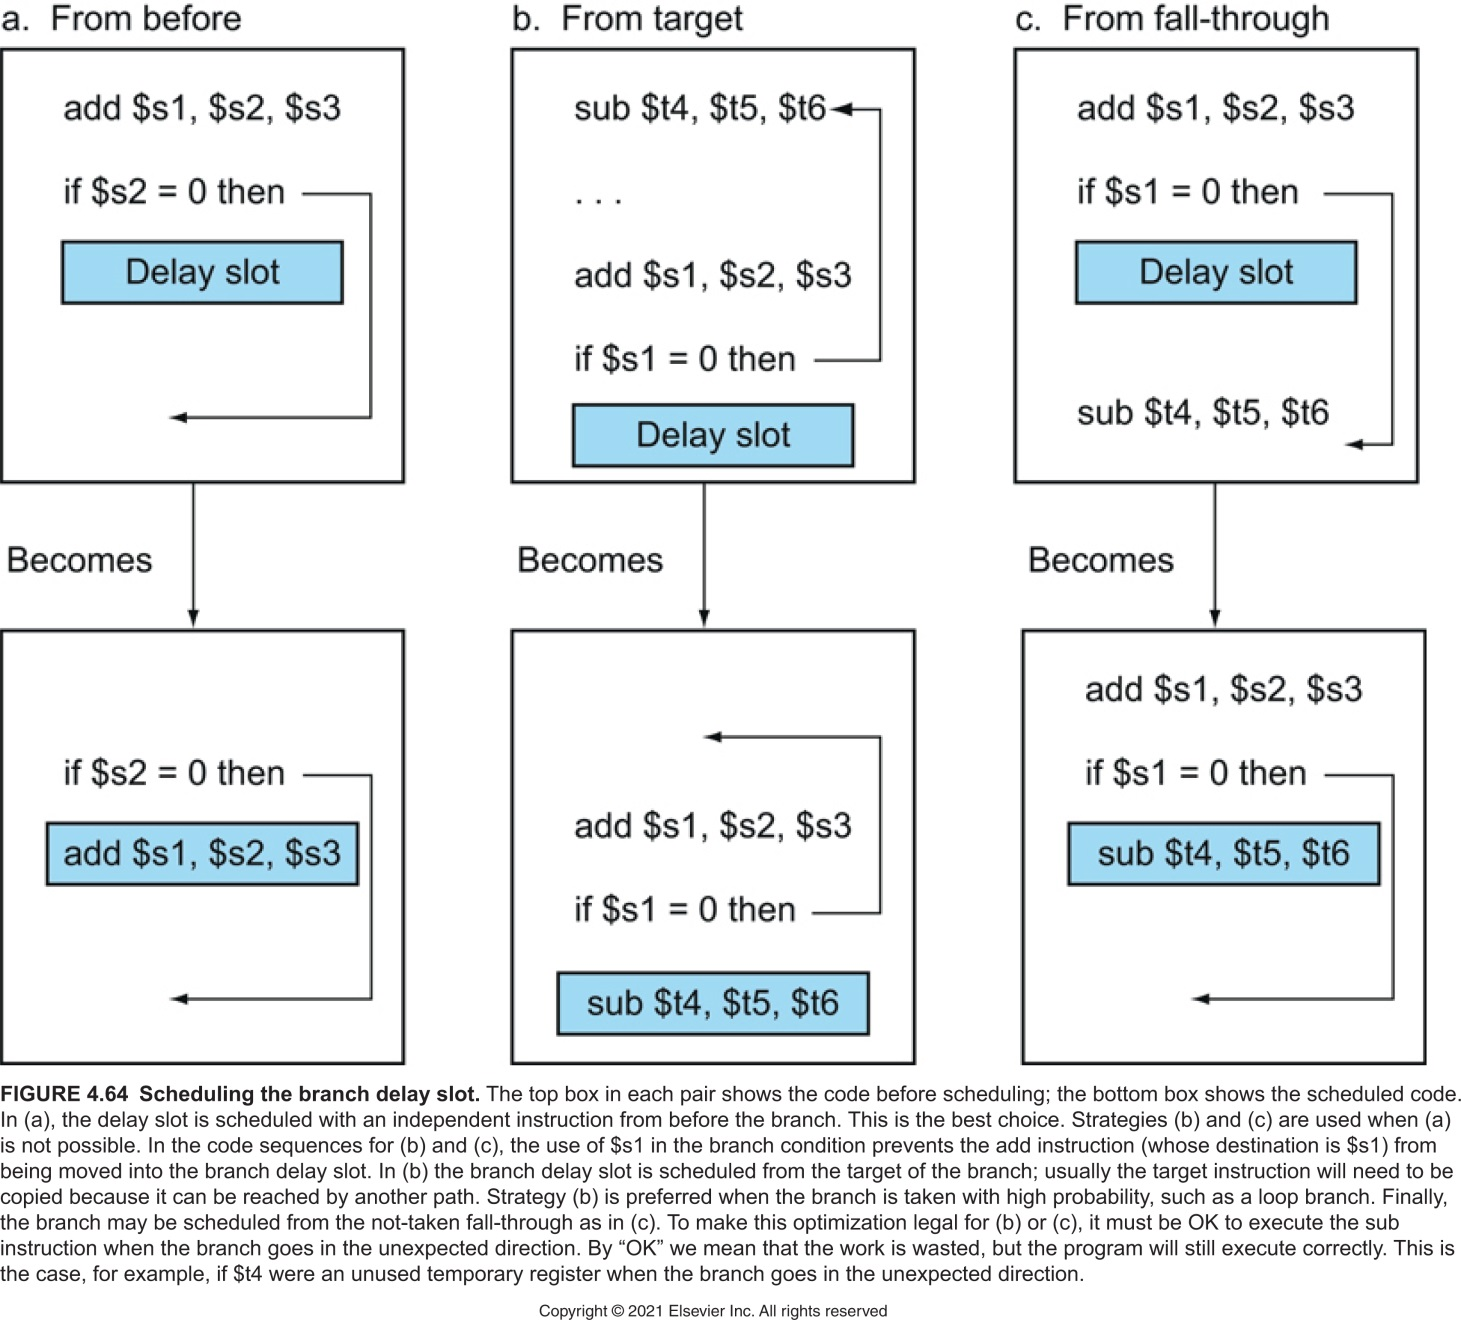 a. From before
add $s1, $s2, $s3
if $s2 = 0 then
Delay slot
Becomes
if $s2 = 0 then
add $s1, $s2, $s3
b. From target
sub $t4, $t5, $t6
. . .
add $s1, $s2, $s3
if $s1 = 0 then
Delay slot
Becomes
add $s1, $s2, $s3
if $s1 = 0 then
sub $t4, $t5, $t6
c. From fall-through
add $s1, $s2, $s3
if $s1 = 0 then
Delay slot
sub $t4, $t5, $t6
Becomes
add $s1, $s2, $s3
if $s1 = 0 then
sub $t4, $t5, $t6
FIGURE 4.64 Scheduling the branch delay slot. The top box in each pair shows the code before scheduling; the bottom box shows the scheduled code.
In (a), the delay slot is scheduled with an independent instruction from before the branch. This is the best choice. Strategies (b) and (c) are used when (a)
is not possible. In the code sequences for (b) and (c), the use of $s1 in the branch condition prevents the add instruction (whose destination is $s1) from
being moved into the branch delay slot. In (b) the branch delay slot is scheduled from the target of the branch; usually the target instruction will need to be
copied because it can be reached by another path. Strategy (b) is preferred when the branch is taken with high probability, such as a loop branch. Finally,
the branch may be scheduled from the not-taken fall-through as in (c). To make this optimization legal for (b) or (c), it must be OK to execute the sub
instruction when the branch goes in the unexpected direction. By “OK” we mean that the work is wasted, but the program will still execute correctly. This is
the case, for example, if $t4 were an unused temporary register when the branch goes in the unexpected direction.
Copyright © 2021 Elsevier Inc. All rights reserved